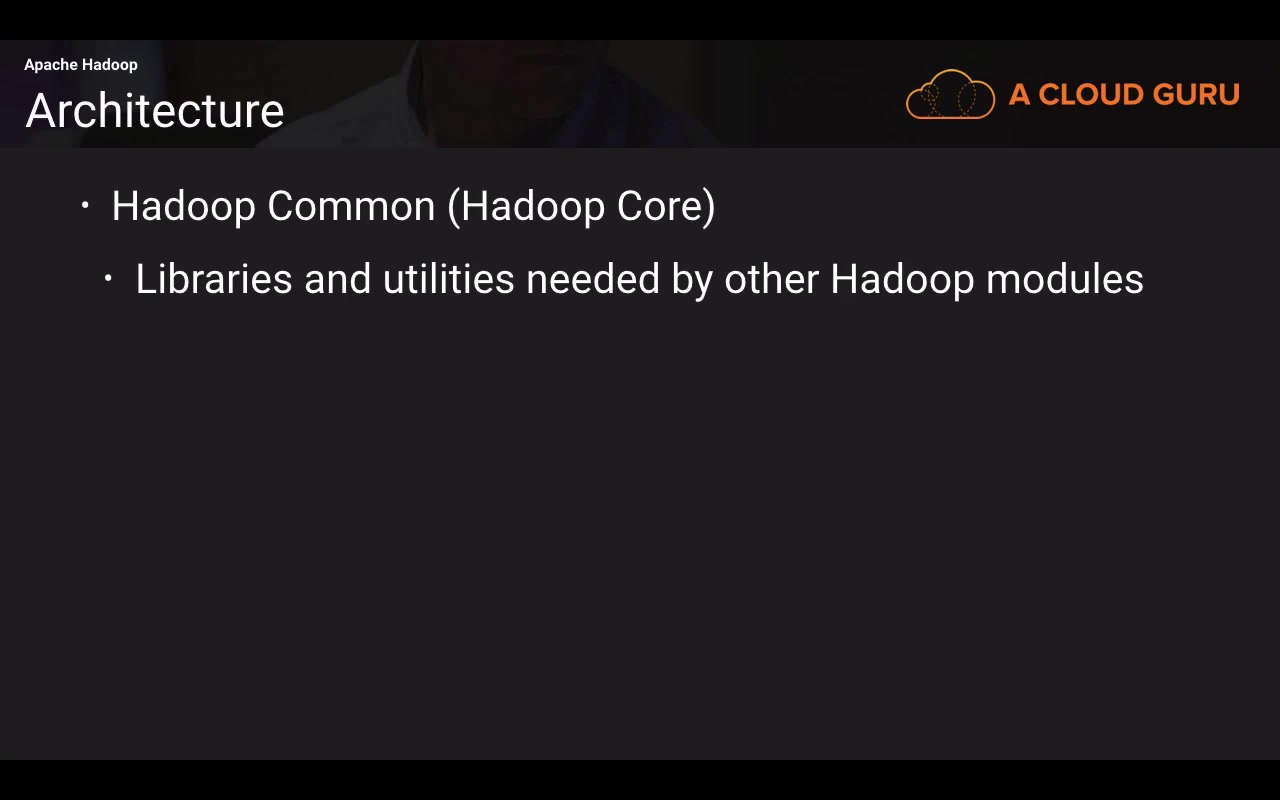 Apache Hadoop
Architecture
A CLOUD GURU
• Hadoop Common (Hadoop Core)
• Libraries and utilities needed by other Hadoop modules